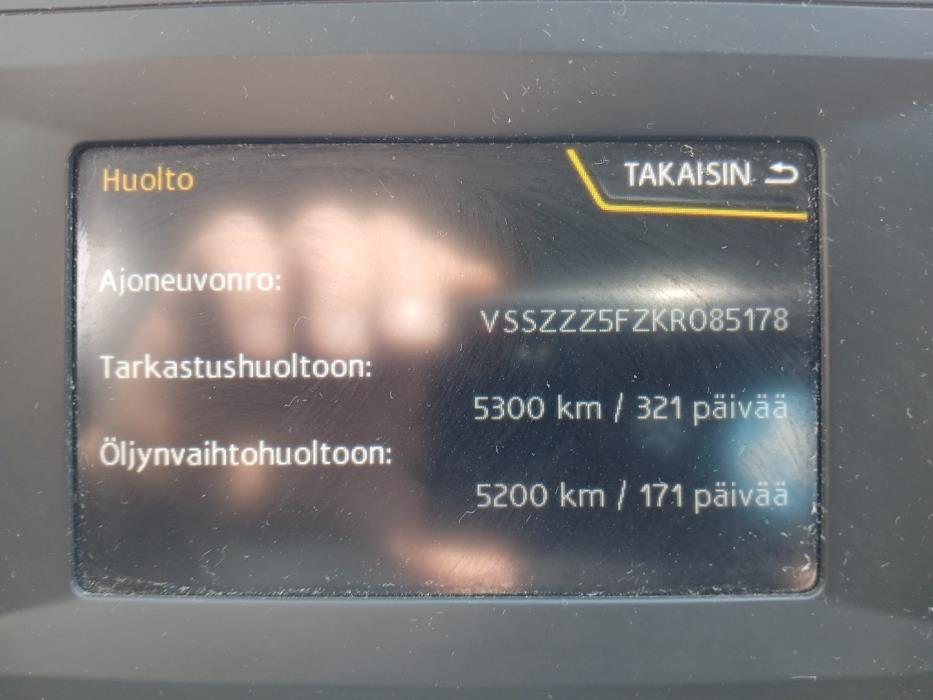 Huolto
TAKAISIN
Ajoneuvonro:
VSSZZZ5FZKR085178
Tarkastushuoltoon:
5300 km / 321 päivää
Öljynvaihtohuoltoon:
5200 km / 171 päivää